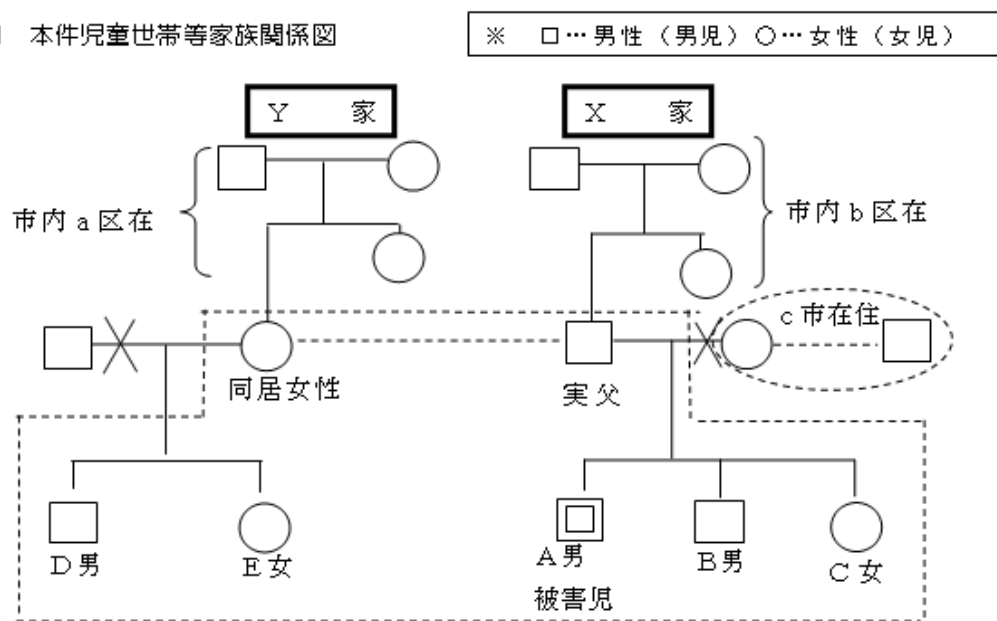 本件児童世帯等家族関係図
※ □…男性(男児)○…女性(女児)
Y 家
X 家
市内a区在
市内b区在
c市在住
同居女性
実父
D男
E女
A男
被害児
B男
C女